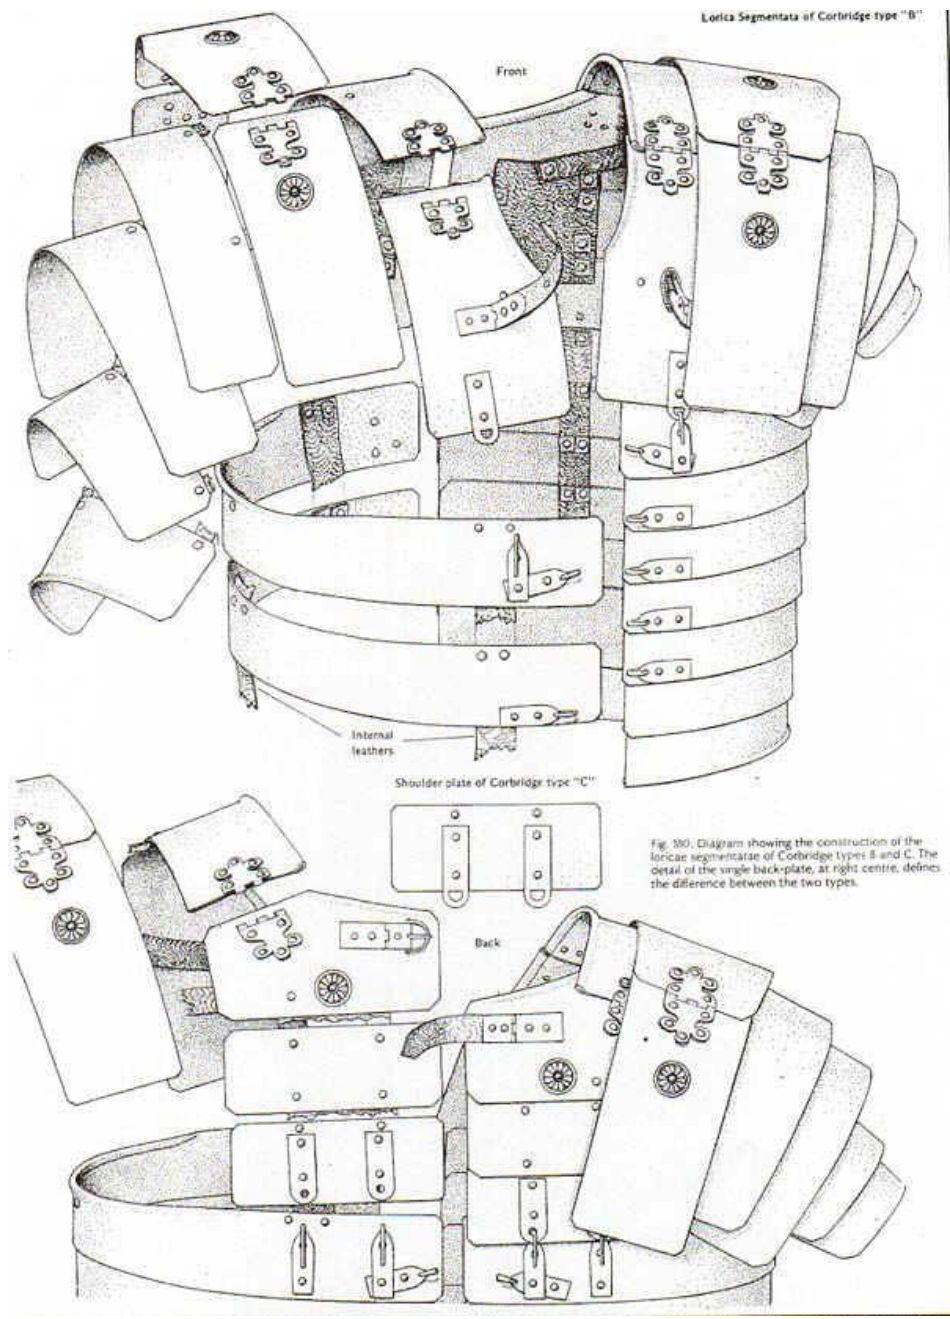 Lorica Segmentata of Corbridge type "B"
Front
Internal
leathers
Shoulder plate of Corbridge type "C"
Fig. 180. Diagram showing the construction of the
loricae segmentatae of Corbridge types B and C. The
detail of the single back-plate, at right centre, defines
the difference between the two types.
Back